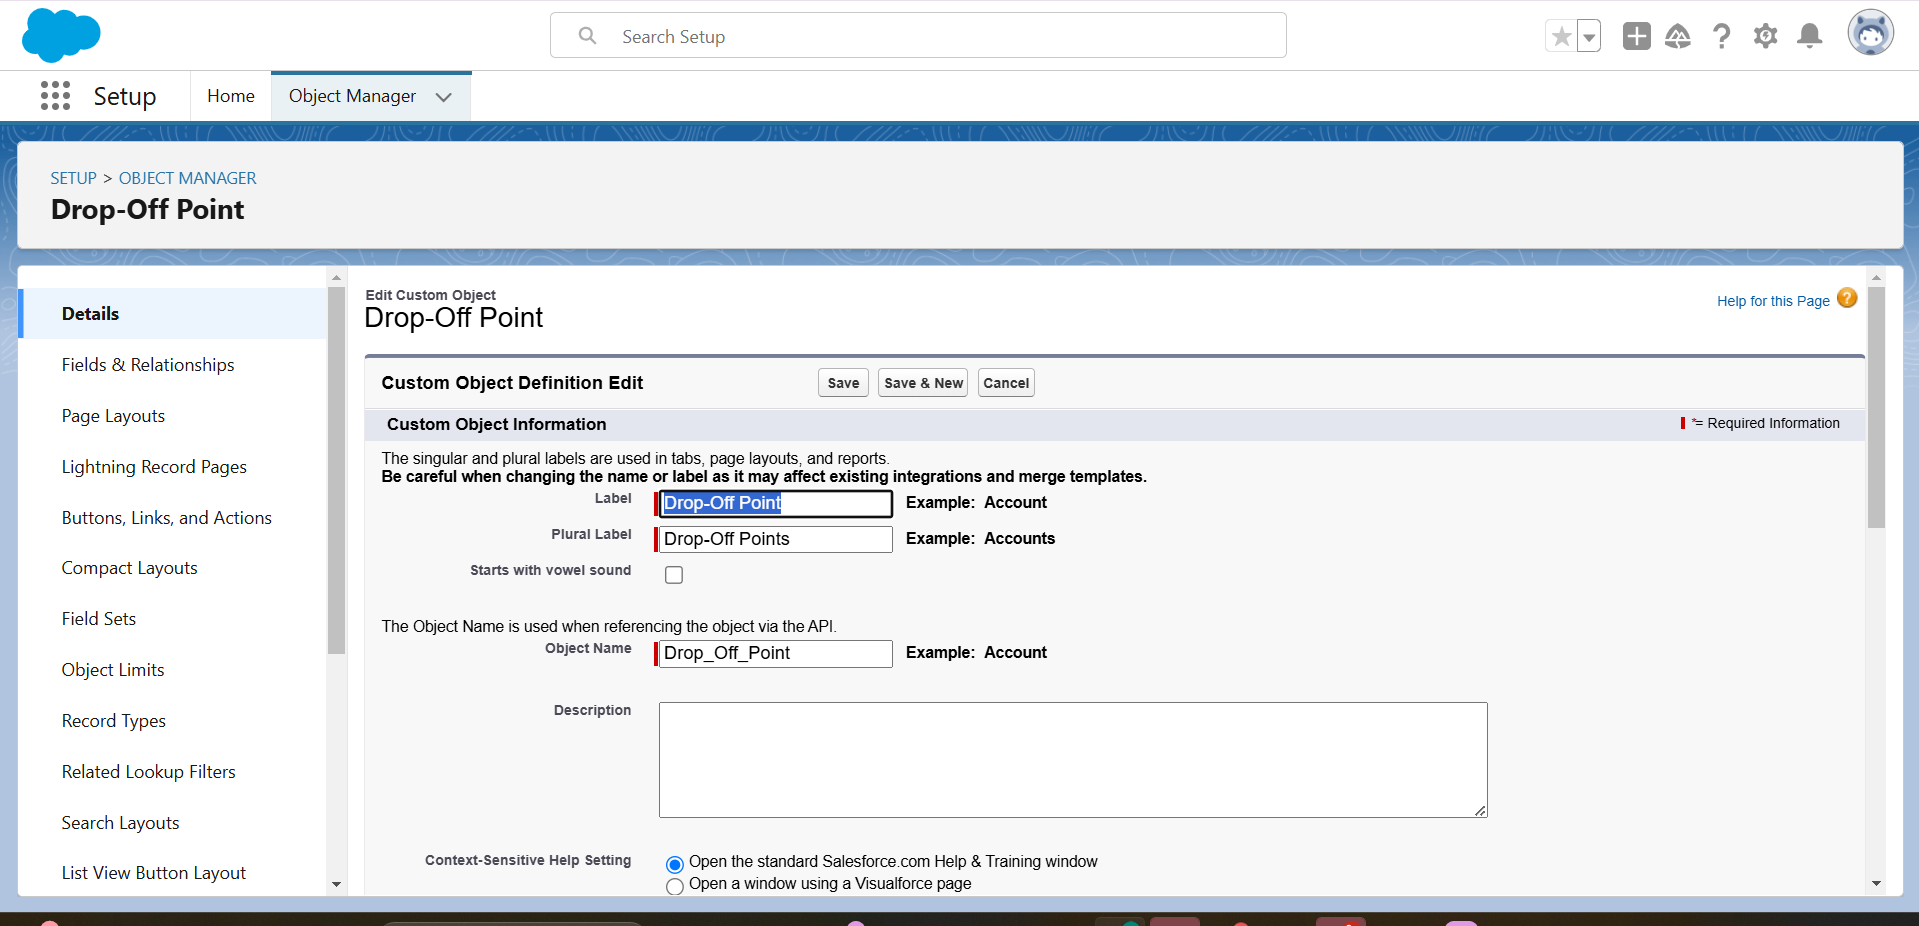 Search Setup
Setup
Home
Object Manager
SETUP > OBJECT MANAGER
Drop-Off Point
Details
Fields & Relationships
Page Layouts
Lightning Record Pages
Buttons, Links, and Actions
Compact Layouts
Field Sets
Object Limits
Record Types
Related Lookup Filters
Search Layouts
List View Button Layout
Edit Custom Object
Drop-Off Point
Help for this Page ?
Custom Object Definition Edit
Save
Save & New
Cancel
Custom Object Information
*= Required Information
The singular and plural labels are used in tabs, page layouts, and reports.
Be careful when changing the name or label as it may affect existing integrations and merge templates.
Label
Drop-Off Point
Example: Account
Plural Label
Drop-Off Points
Example: Accounts
Starts with vowel sound
The Object Name is used when referencing the object via the API.
Object Name
Drop_Off_Point
Example: Account
Description
Context-Sensitive Help Setting
Open the standard Salesforce.com Help & Training window
Open a window using a Visualforce page